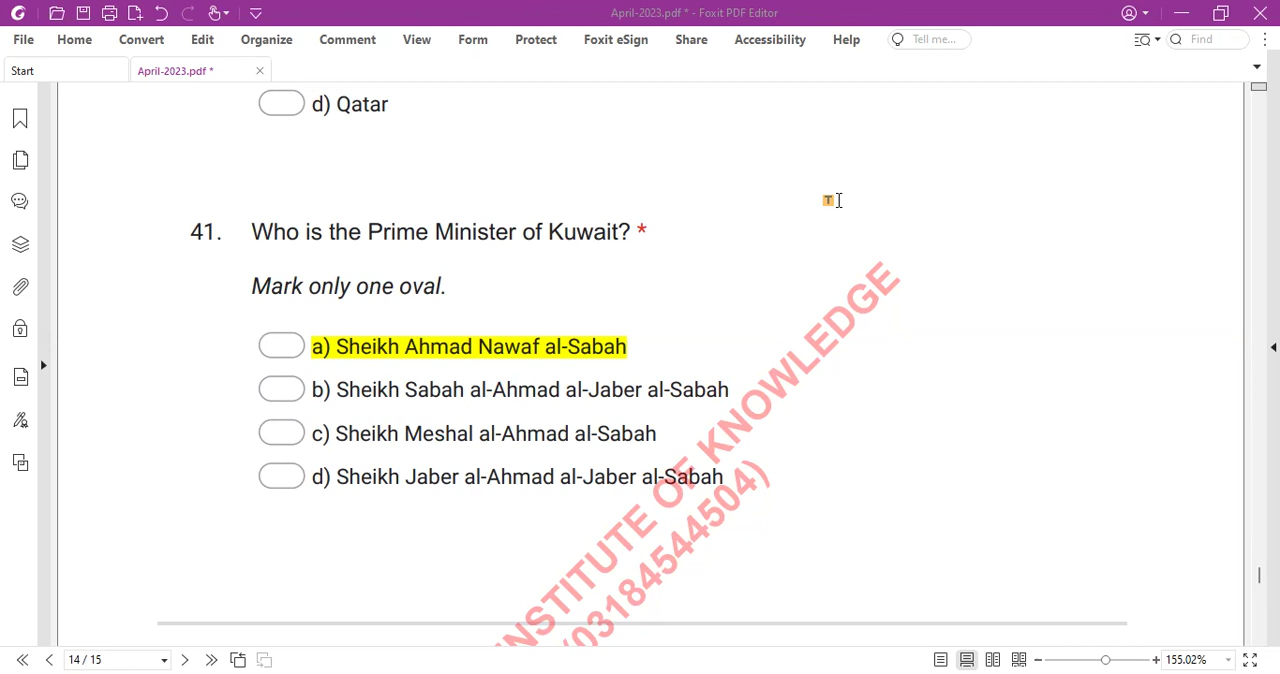 April-2023.pdf * - Foxit PDF Editor
File Home Convert Edit Organize Comment View Form Protect Foxit eSign Share Accessibility Help Tell me... Find
Start April-2023.pdf *
d) Qatar
41. Who is the Prime Minister of Kuwait? *
Mark only one oval.
a) Sheikh Ahmad Nawaf al-Sabah
b) Sheikh Sabah al-Ahmad al-Jaber al-Sabah
c) Sheikh Meshal al-Ahmad al-Sabah
d) Sheikh Jaber al-Ahmad al-Jaber al-Sabah
INSTITUTE OF KNOWLEDGE
(03184544504)
14 / 15 155.02%